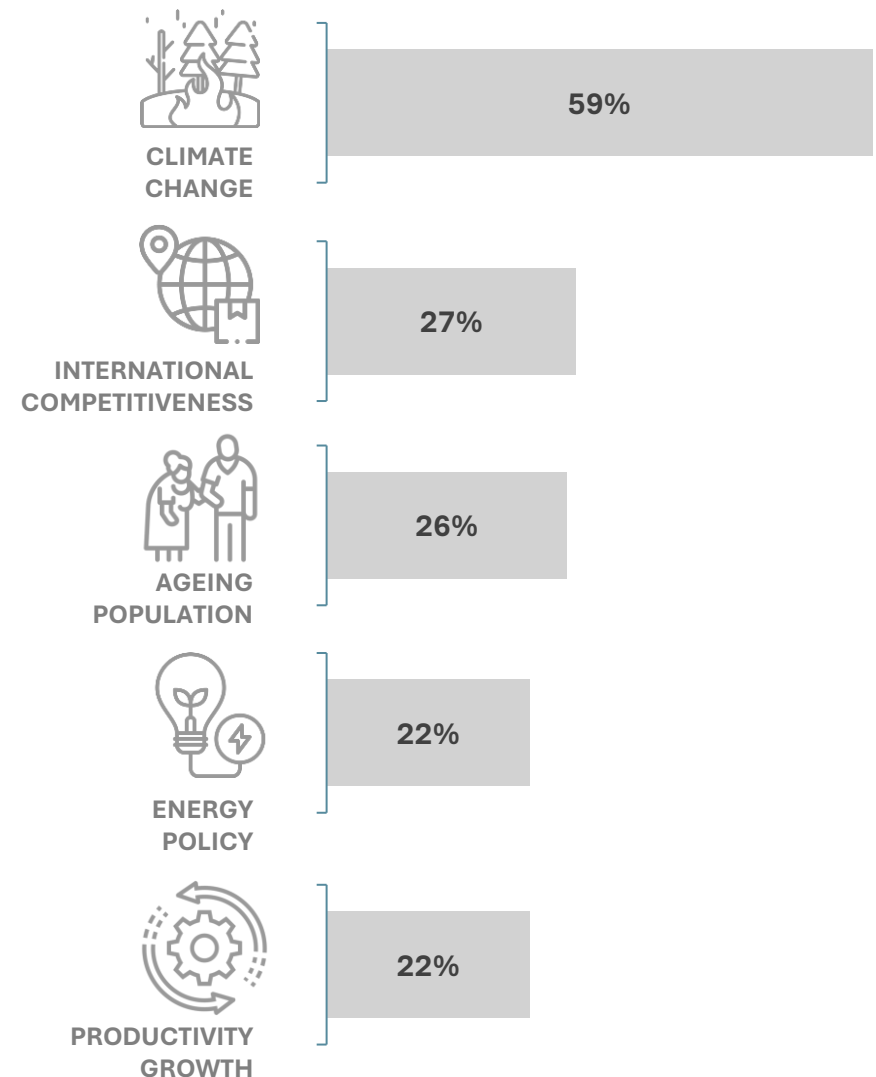 59%
CLIMATE
CHANGE
27%
INTERNATIONAL
COMPETITIVENESS
26%
AGEING
POPULATION
22%
ENERGY
POLICY
22%
PRODUCTIVITY
GROWTH